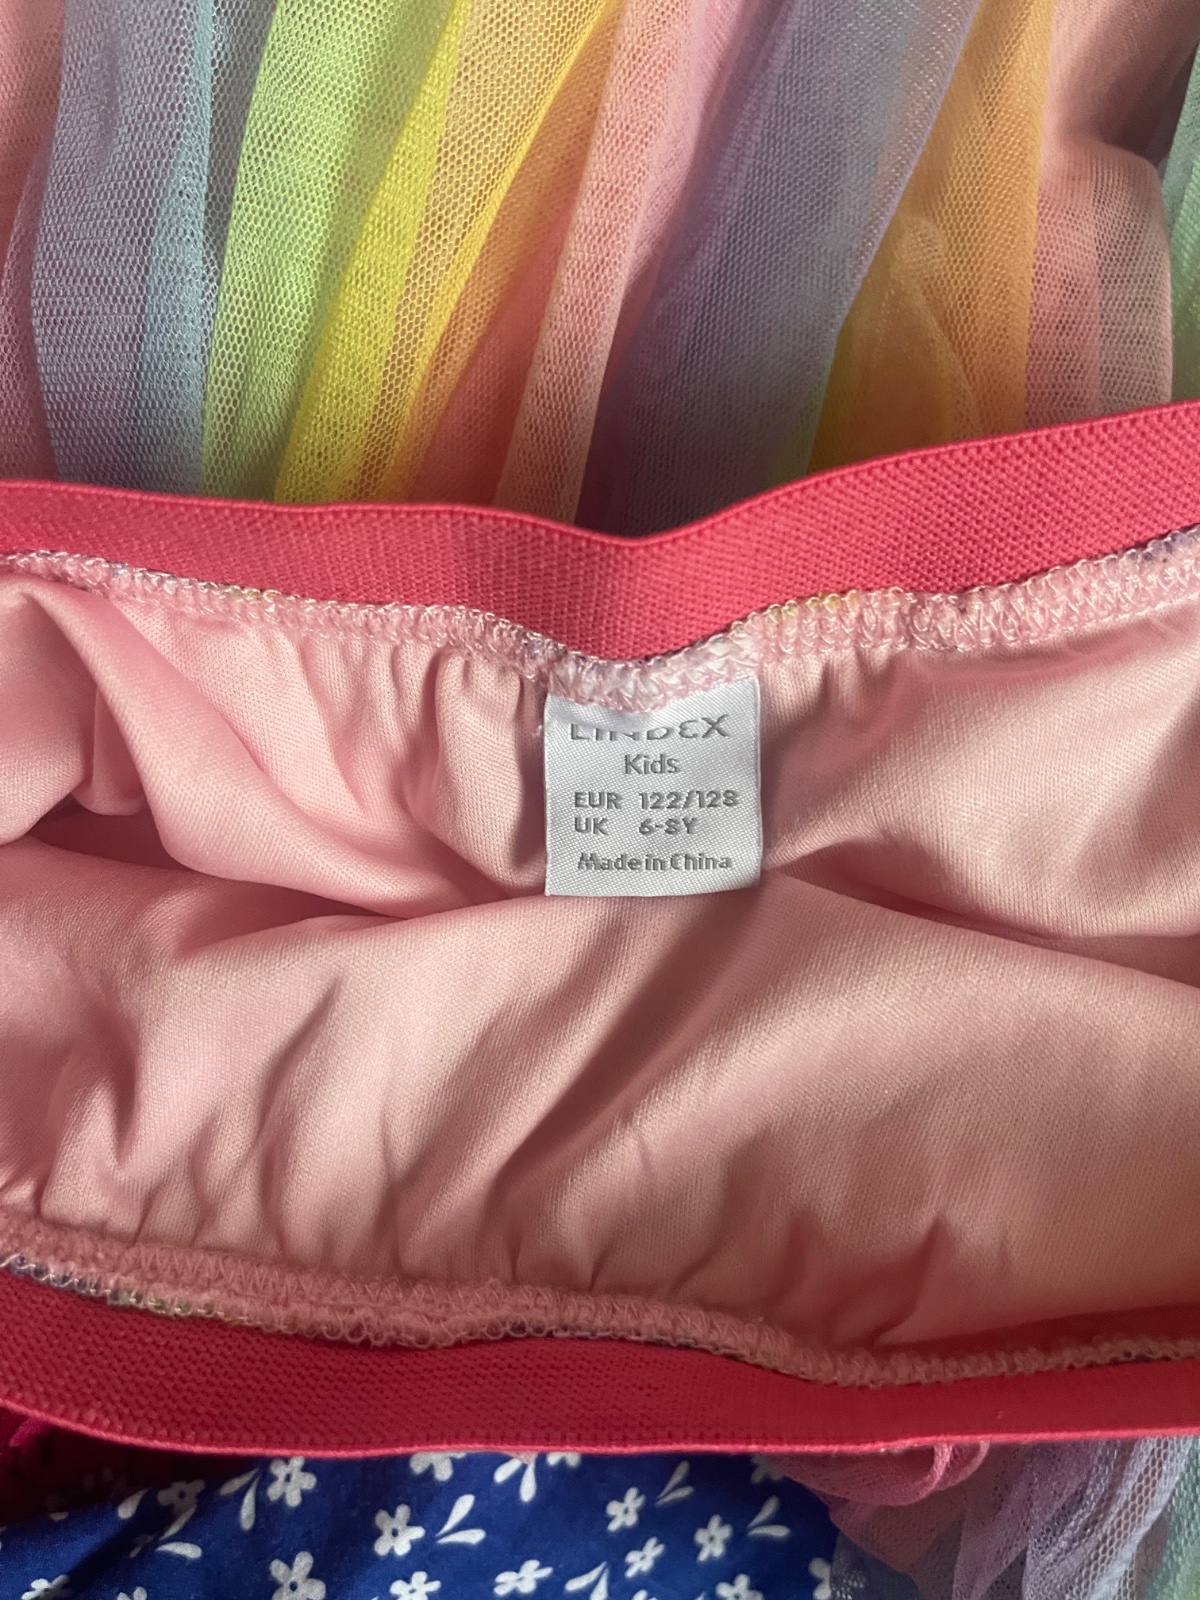 LINDEX
Kids
EUR 122/128
UK 6-8Y
Made in China